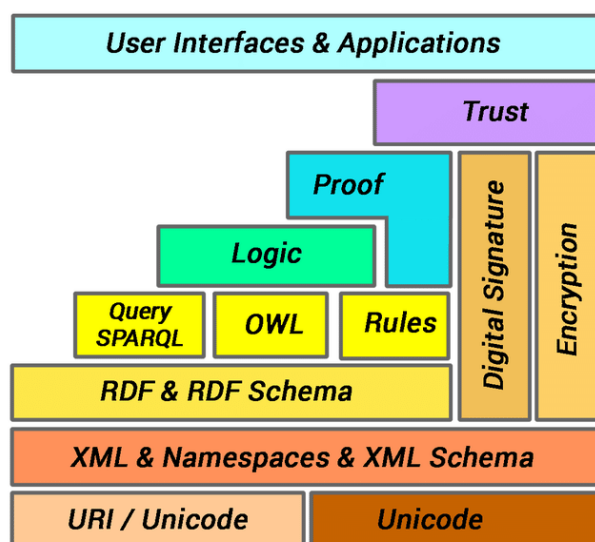 User Interfaces & Applications
Trust
Proof
Digital Signature
Encryption
Logic
Query
SPARQL
OWL
Rules
RDF & RDF Schema
XML & Namespaces & XML Schema
URI / Unicode
Unicode